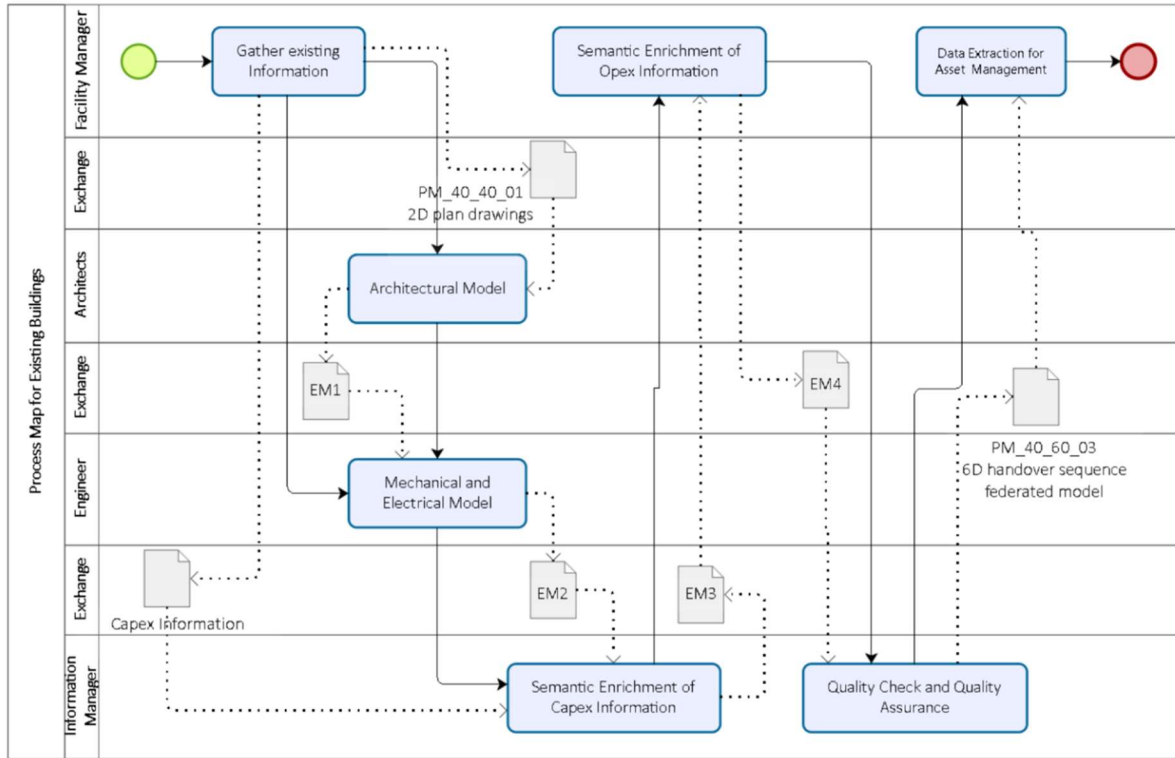 Process Map for Existing Buildings
Facility Manager
Gather existing
Information
Semantic Enrichment of
Opex Information
Data Extraction for
Asset Management
Exchange
PM_40_40_01
2D plan drawings
Architects
Architectural Model
Exchange
EM1
EM4
PM_40_60_03
6D handover sequence
federated model
Engineer
Mechanical and
Electrical Model
Exchange
Capex Information
EM2
EM3
Information
Manager
Semantic Enrichment of
Capex Information
Quality Check and Quality
Assurance